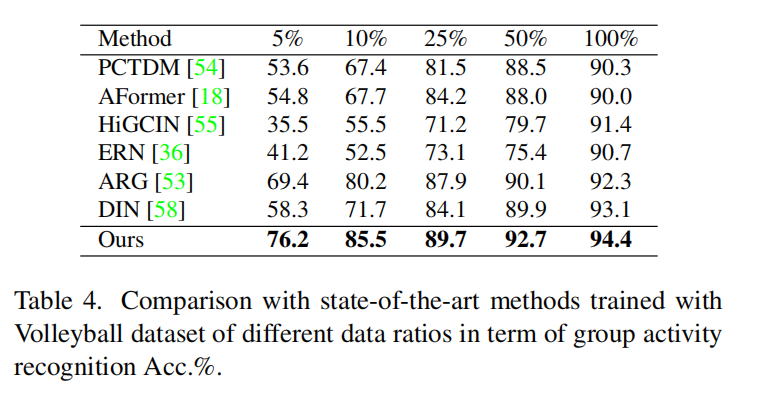 Method 5% 10% 25% 50% 100%
PCTDM [54] 53.6 67.4 81.5 88.5 90.3
AFormer [18] 54.8 67.7 84.2 88.0 90.0
HiGCIN [55] 35.5 55.5 71.2 79.7 91.4
ERN [36] 41.2 52.5 73.1 75.4 90.7
ARG [53] 69.4 80.2 87.9 90.1 92.3
DIN [58] 58.3 71.7 84.1 89.9 93.1
Ours 76.2 85.5 89.7 92.7 94.4
Table 4. Comparison with state-of-the-art methods trained with
Volleyball dataset of different data ratios in term of group activity
recognition Acc.%.